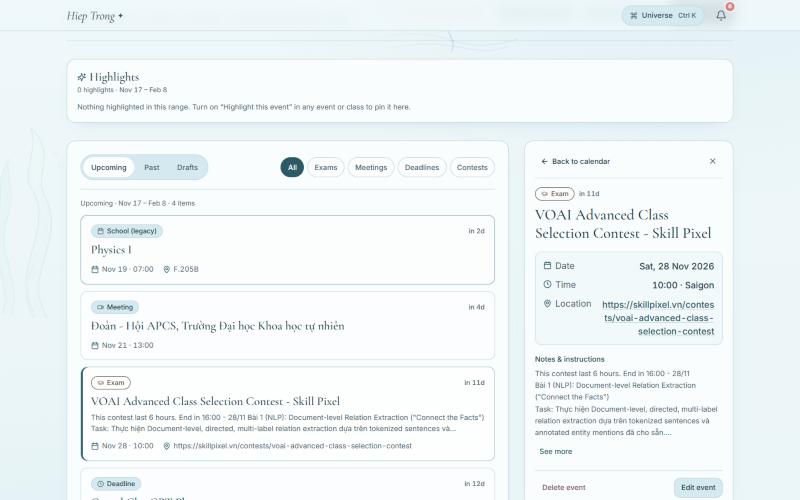 Hiep Trong
Universe Ctrl K
Highlights
0 highlights · Nov 17 – Feb 8
Nothing highlighted in this range. Turn on "Highlight this event" in any event or class to pin it here.
Upcoming Past Drafts
All Exams Meetings Deadlines Contests
Upcoming · Nov 17 – Feb 8 · 4 items
School (legacy) in 2d
Physics I
Nov 19 · 07:00 F.205B
Meeting in 4d
Đoàn - Hội APCS, Trường Đại học Khoa học tự nhiên
Nov 21 · 13:00
Exam in 11d
VOAI Advanced Class Selection Contest - Skill Pixel
This contest last 6 hours. End in 16:00 - 28/11 Bài 1 (NLP): Document-level Relation Extraction ("Connect the Facts")
Task: Thực hiện Document-level, directed, multi-label relation extraction dựa trên tokenized sentences và...
Nov 28 · 10:00 https://skillpixel.vn/contests/voai-advanced-class-selection-contest
Deadline in 12d
Back to calendar
Exam in 11d
VOAI Advanced Class
Selection Contest - Skill Pixel
Date Sat, 28 Nov 2026
Time 10:00 · Saigon
Location https://skillpixel.vn/contes
ts/voai-advanced-class-
selection-contest
Notes & instructions
This contest last 6 hours. End in 16:00 - 28/11
Bài 1 (NLP): Document-level Relation Extraction
("Connect the Facts")
Task: Thực hiện Document-level, directed, multi-label
relation extraction dựa trên tokenized sentences và
annotated entity mentions đã cho sẵn....
See more
Delete event Edit event